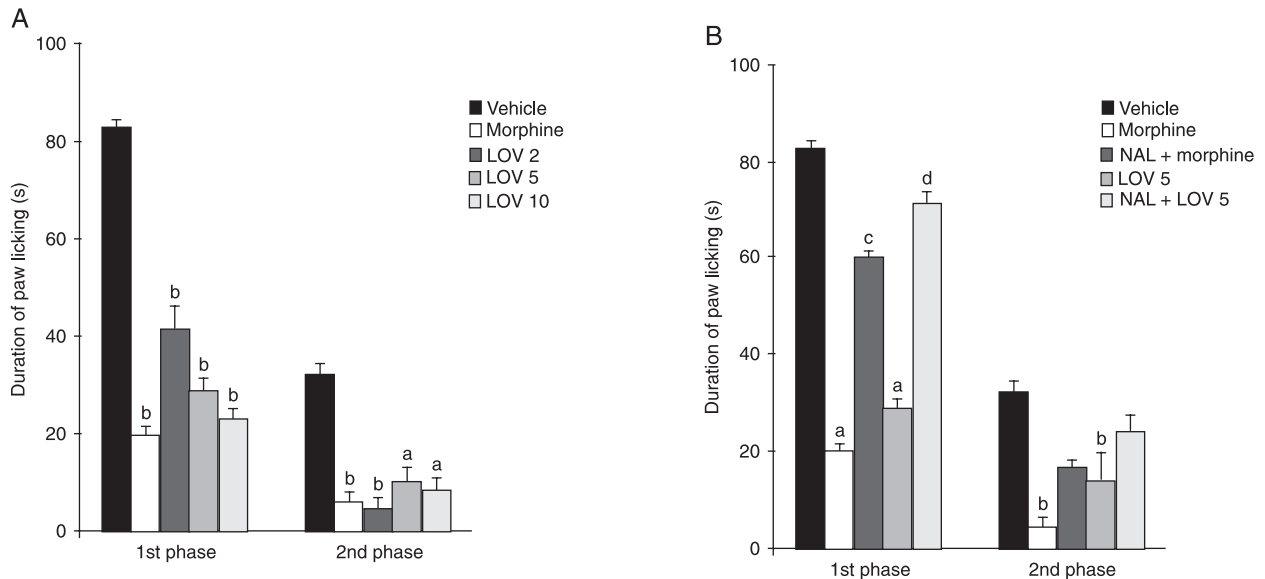 A
100
80
60
40
20
0
Duration of paw licking (s)
Vehicle
Morphine
LOV 2
LOV 5
LOV 10
b
b
b
b
b
b
a
a
1st phase
2nd phase
B
100
80
60
40
20
0
Duration of paw licking (s)
Vehicle
Morphine
NAL + morphine
LOV 5
NAL + LOV 5
a
c
a
d
b
b
1st phase
2nd phase